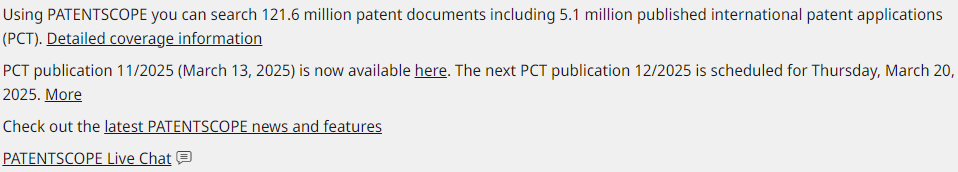 Using PATENTSCOPE you can search 121.6 million patent documents including 5.1 million published international patent applications
(PCT). Detailed coverage information
PCT publication 11/2025 (March 13, 2025) is now available here. The next PCT publication 12/2025 is scheduled for Thursday, March 20,
2025. More
Check out the latest PATENTSCOPE news and features
PATENTSCOPE Live Chat